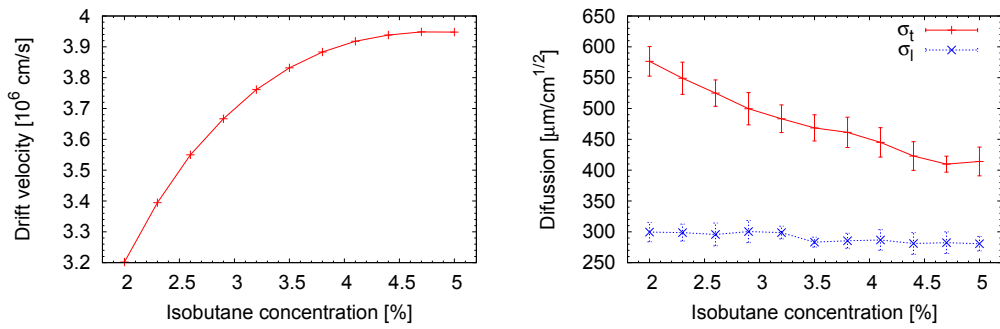 Drift velocity [10^6 cm/s]
4
3.9
3.8
3.7
3.6
3.5
3.4
3.3
3.2
2 2.5 3 3.5 4 4.5 5
Isobutane concentration [%]
Difussion [μm/cm^1/2]
650
600
550
500
450
400
350
300
250
σt
σl
2 2.5 3 3.5 4 4.5 5
Isobutane concentration [%]